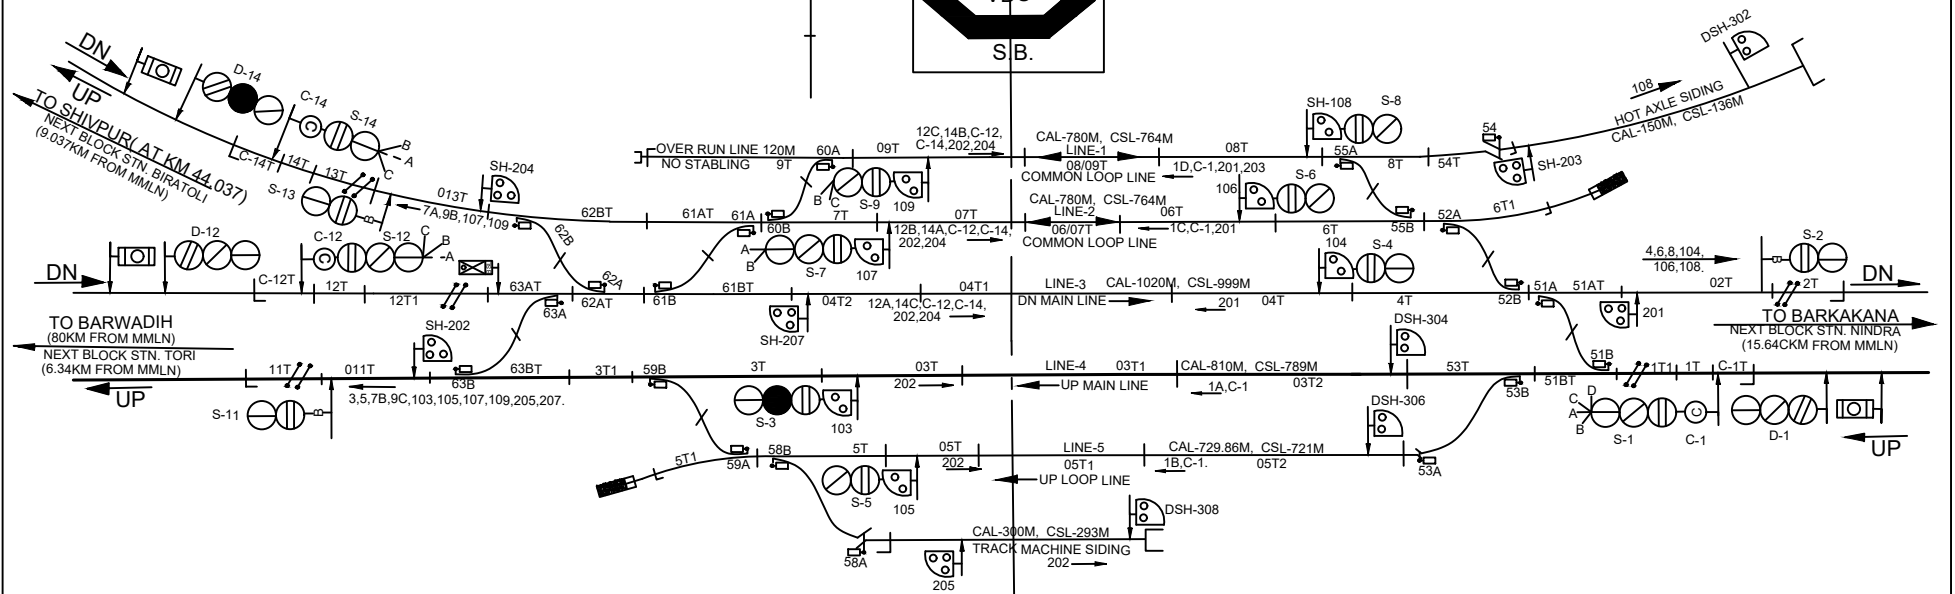 S.B.
DSH-302
DN
UP
TO SHIVPUR( AT KM 44.037)
NEXT BLOCK STN. BIRATOLI
(9.037KM FROM MMLN)
D-14
C-14
S-14
C
B
A
C
C-14T
14T
13T
S-13
B
013T
7A,9B,107,109
SH-204
62BT
61AT
61A
60B
62B
62A
OVER RUN LINE 120M
NO STABLING
9T
60A
09T
12C,14B,C-12,
C-14,202,204
CAL-780M, CSL-764M
LINE-1
08/09T
COMMON LOOP LINE
1D,C-1,201,203
08T
SH-108
S-8
55A
8T
54T
54
108
HOT AXLE SIDING
CAL-150M, CSL-136M
SH-203
B
C
S-9
109
7T
07T
12B,14A,C-12,C-14,
202,204
CAL-780M, CSL-764M
LINE-2
06/07T
COMMON LOOP LINE
06T
1C,C-1,201
106
S-6
6T
55B
52A
6T1
A
B
S-7
107
DN
D-12
C-12T
C-12
S-12
C
C
B
A
12T
12T1
63AT
63A
62AT
61B
61BT
SH-207
04T2
12A,14C,C-12,C-14,
202,204
04T1
LINE-3
DN MAIN LINE
CAL-1020M, CSL-999M
201
04T
104
S-4
4T
52B
51A
51AT
201
4,6,8,104,
106,108.
B
S-2
02T
2T
DN
TO BARKAKANA
NEXT BLOCK STN. NINDRA
(15.64CKM FROM MMLN)
TO BARWADIH
(80KM FROM MMLN)
NEXT BLOCK STN. TORI
(6.34KM FROM MMLN)
UP
SH-202
11T
011T
63B
63BT
3T1
59B
3T
03T
202
LINE-4
UP MAIN LINE
03T1
CAL-810M, CSL-789M
1A,C-1
03T2
DSH-304
53T
53B
51BT
51B
1T1
1T
C-1T
S-11
B
3,5,7B,9C,103,105,107,109,205,207.
S-3
103
D
C
A
B
S-1
C
C-1
D-1
UP
DSH-306
5T1
59A
58B
5T
05T
202
LINE-5
05T1
UP LOOP LINE
CAL-729.86M, CSL-721M
1B,C-1.
05T2
53A
S-5
105
58A
CAL-300M, CSL-293M
TRACK MACHINE SIDING
202
205
DSH-308